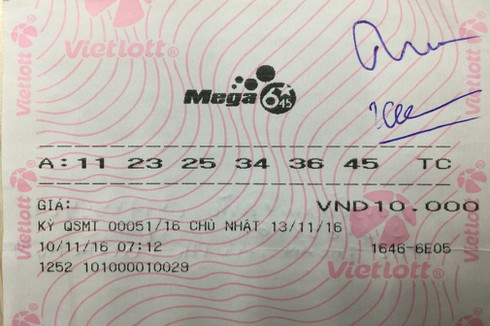 Vietlott
Mega 6/45
A: 11 23 25 34 36 45 TC
GIÁ: VND10.000
KỲ QSMT 00051/16 CHỦ NHẬT 13/11/16
10/11/16 07:12 1646-6E05
1252 101000010029
Vietlott